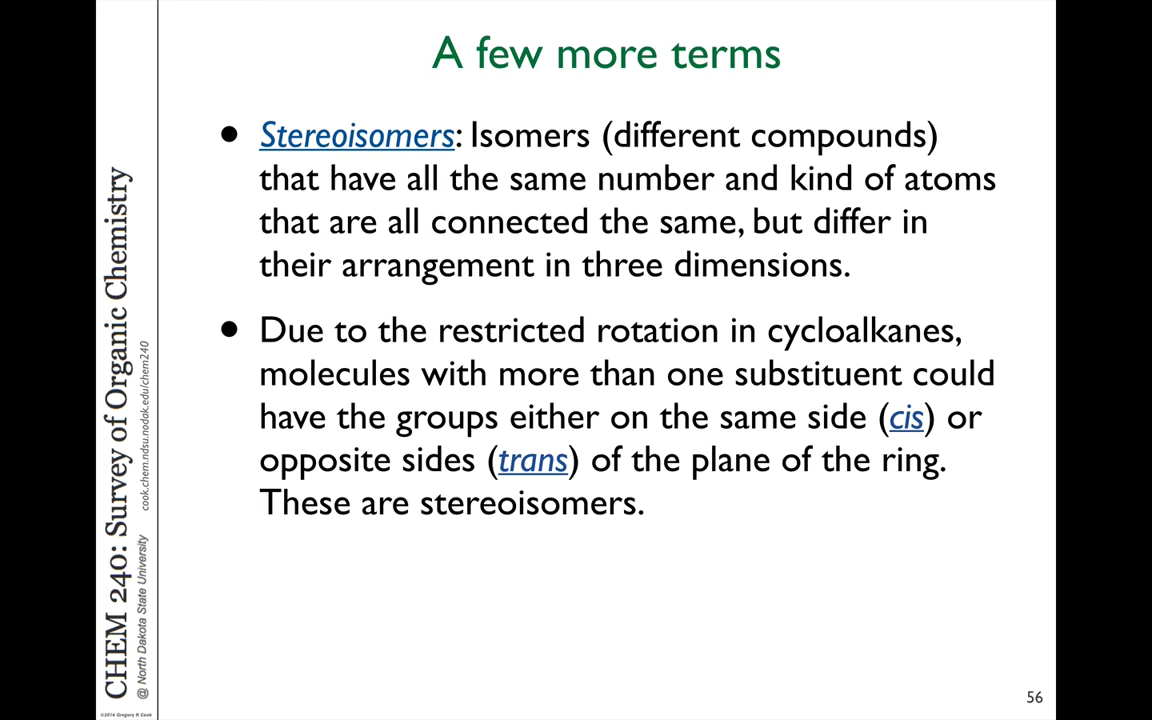 A few more terms
• Stereoisomers: Isomers (different compounds)
that have all the same number and kind of atoms
that are all connected the same, but differ in
their arrangement in three dimensions.
• Due to the restricted rotation in cycloalkanes,
molecules with more than one substituent could
have the groups either on the same side (cis) or
opposite sides (trans) of the plane of the ring.
These are stereoisomers.
CHEM 240: Survey of Organic Chemistry
@ North Dakota State University cook.chem.ndsu.nodak.edu/chem240
©2016 Gregory R Cook
56